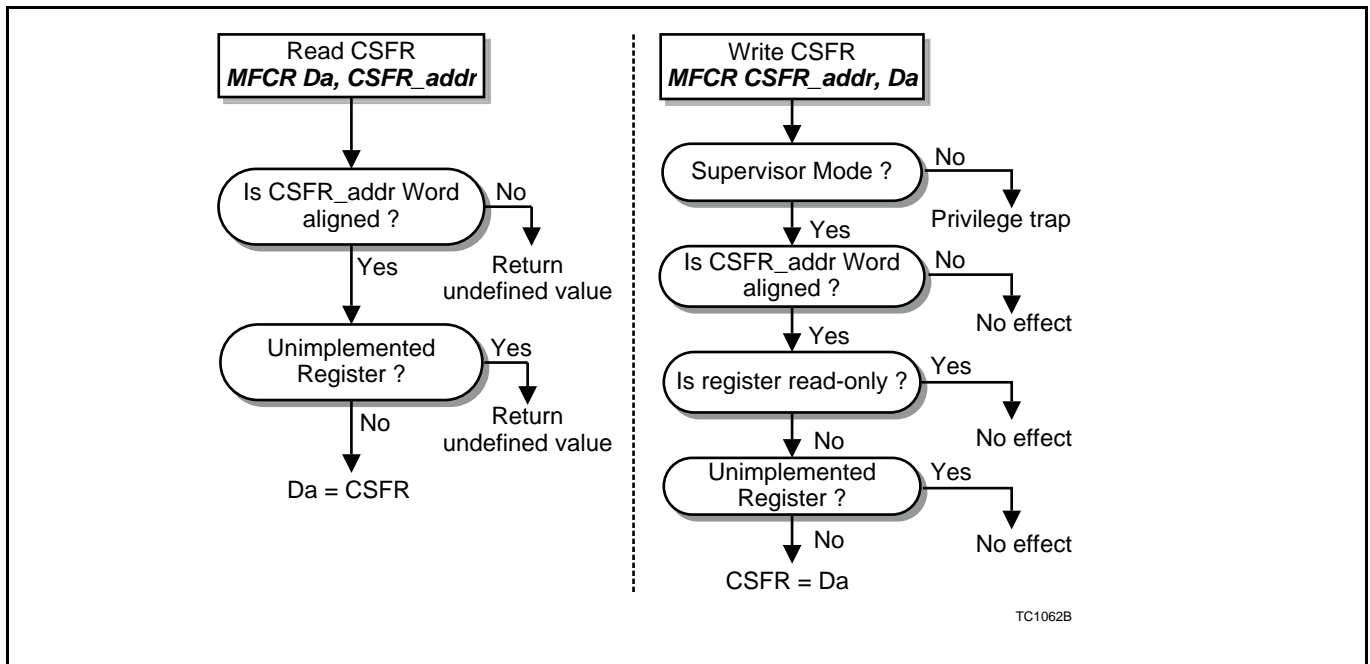 Read CSFR
MFCR Da, CSFR_addr
Is CSFR_addr Word
aligned ?
No
Return
undefined value
Yes
Unimplemented
Register ?
Yes
Return
undefined value
No
Da = CSFR
Write CSFR
MFCR CSFR_addr, Da
Supervisor Mode ?
No
Privilege trap
Yes
Is CSFR_addr Word
aligned ?
No
No effect
Yes
Is register read-only ?
Yes
No effect
No
Unimplemented
Register ?
Yes
No effect
No
CSFR = Da
TC1062B